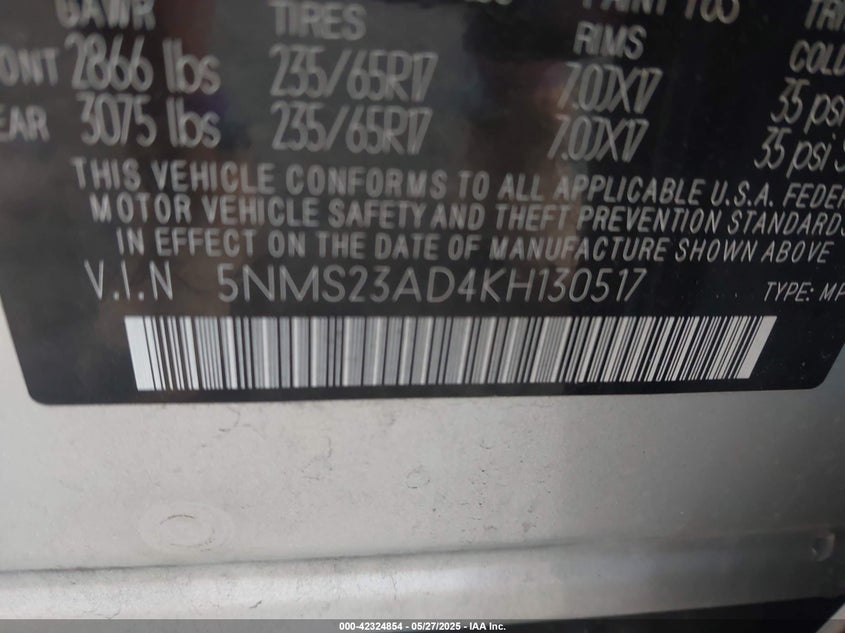 GAWR TIRES RIMS COLD
ONT 2866 lbs 235/65R17 7.0JX17 35 psi
EAR 3075 lbs 235/65R17 7.0JX17 35 psi
THIS VEHICLE CONFORMS TO ALL APPLICABLE U.S.A. FEDER
MOTOR VEHICLE SAFETY AND THEFT PREVENTION STANDARDS
IN EFFECT ON THE DATE OF MANUFACTURE SHOWN ABOVE
V.I.N 5NMS23AD4KH130517 TYPE: MP
000-42324854 - 05/27/2025 - IAA Inc.